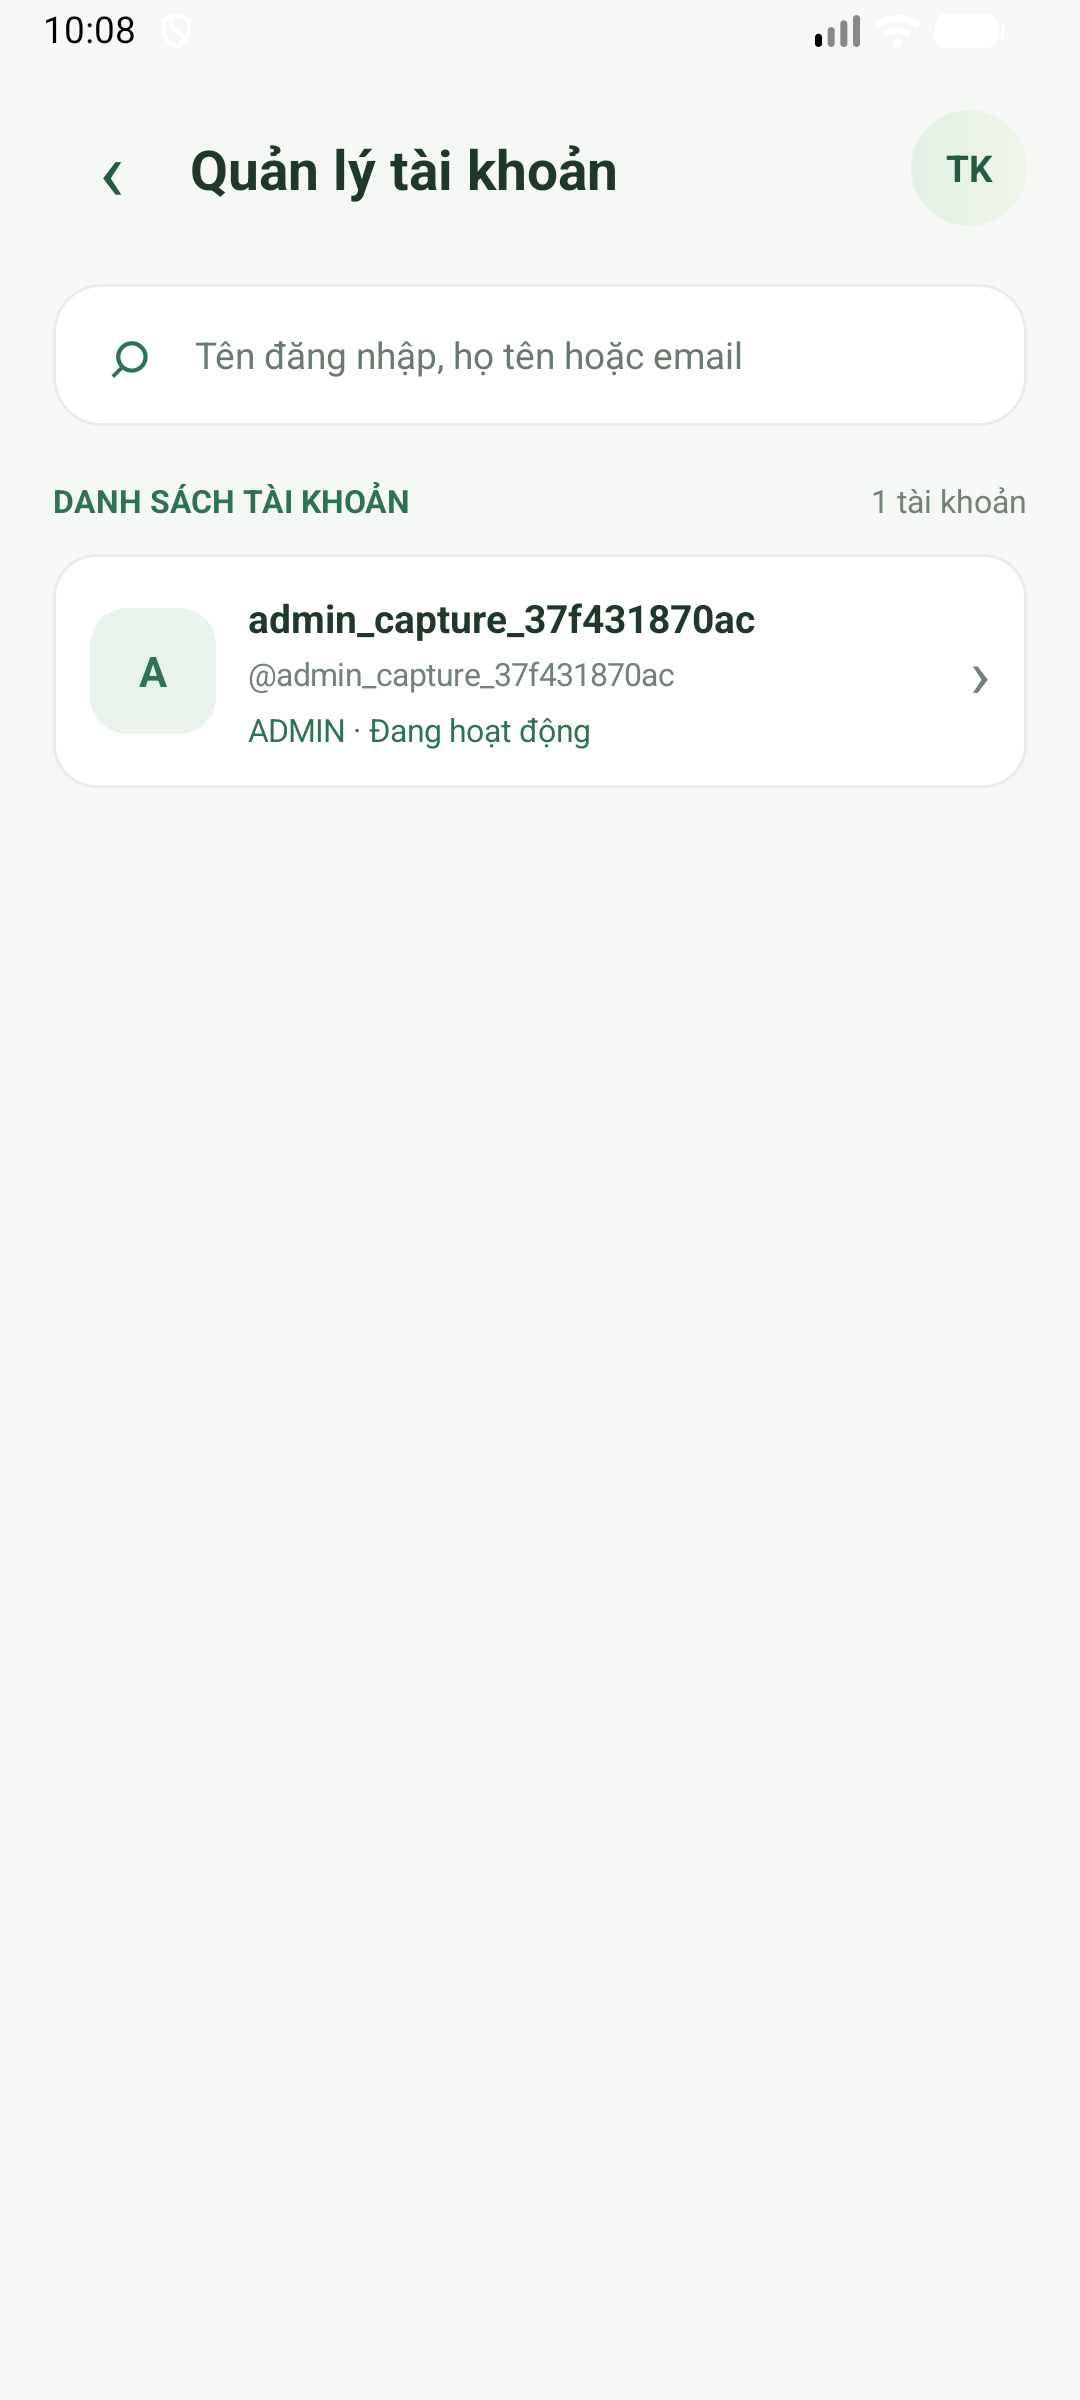 10:08
Quản lý tài khoản
TK
Tên đăng nhập, họ tên hoặc email
DANH SÁCH TÀI KHOẢN
1 tài khoản
A
admin_capture_37f431870ac
@admin_capture_37f431870ac
ADMIN · Đang hoạt động